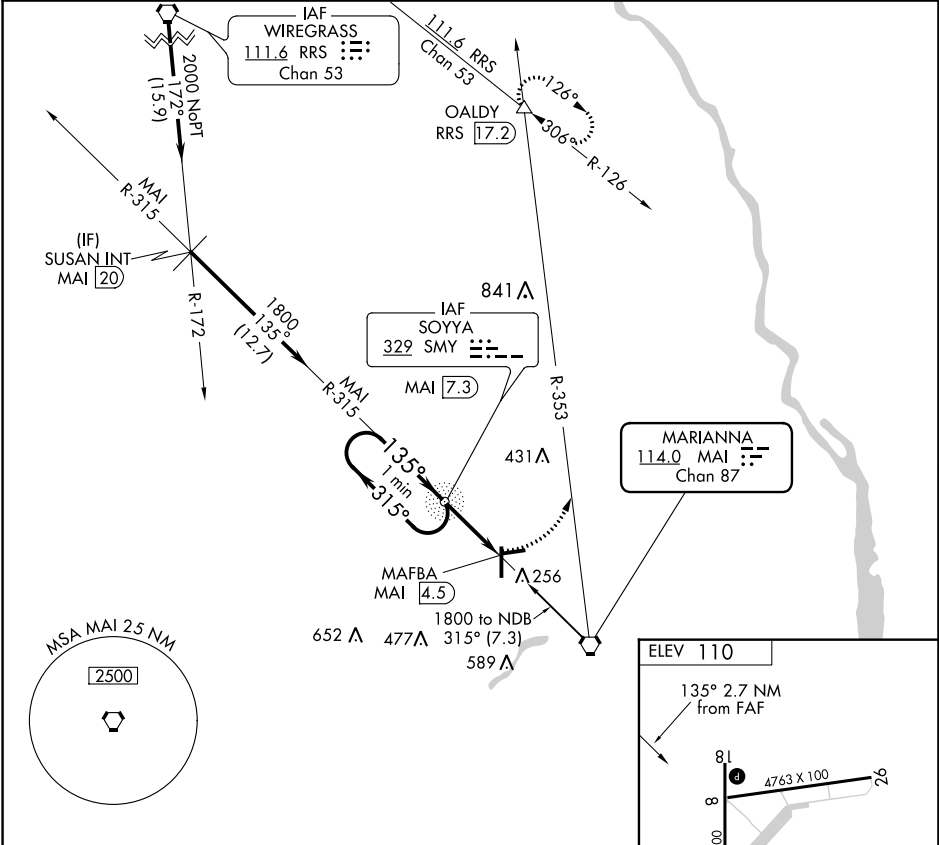 IAF
WIREGRASS
111.6 RRS
Chan 53
111.6 RRS
Chan 53
2000 NoPT
172°
(15.9)
126°
OALDY
RRS 17.2
306°
R-126
MAI
R-315
(IF)
SUSAN INT
MAI 20
R-172
1800
135°
(12.7)
841
IAF
SOYYA
329 SMY
MAI 7.3
MAI
R-315
R-353
135°
1 min
315°
431
MARIANNA
114.0 MAI
Chan 87
MAFBA
MAI 4.5
256
1800 to NDB
315° (7.3)
652
477
589
MSA MAI 25 NM
2500
ELEV 110
135° 2.7 NM
from FAF
18
P
4763 X 100
26
8
00